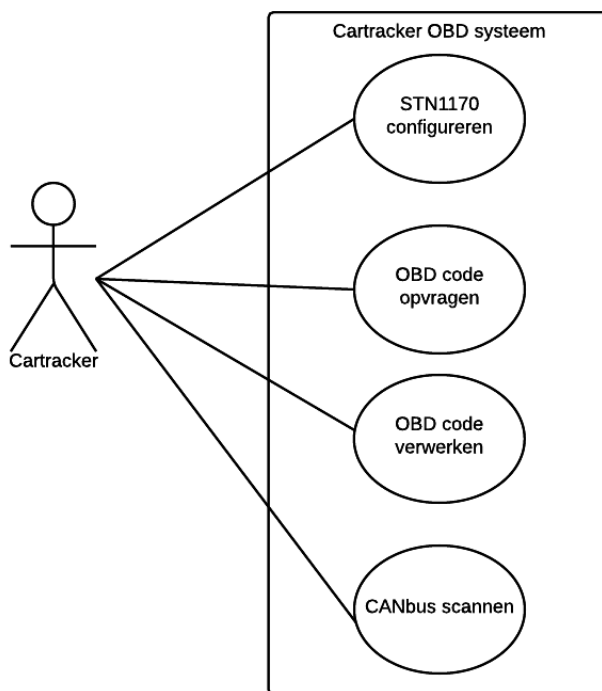 Cartracker OBD systeem
STN1170
configureren
OBD code
opvragen
Cartracker
OBD code
verwerken
CANbus scannen